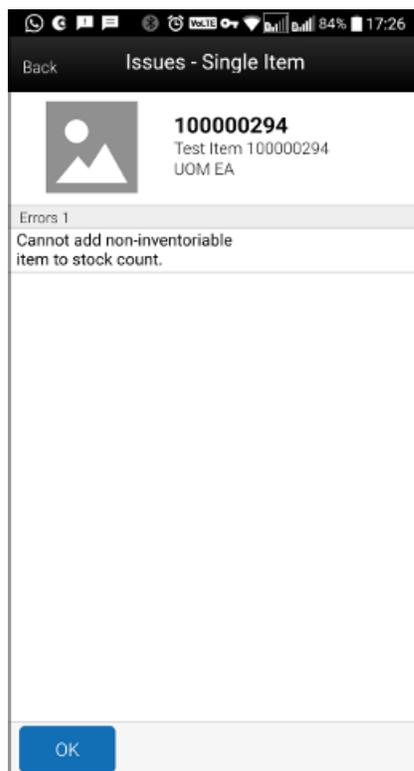 VoLTE 84% 17:26
Back Issues - Single Item
100000294
Test Item 100000294
UOM EA
Errors 1
Cannot add non-inventoriable
item to stock count.
OK